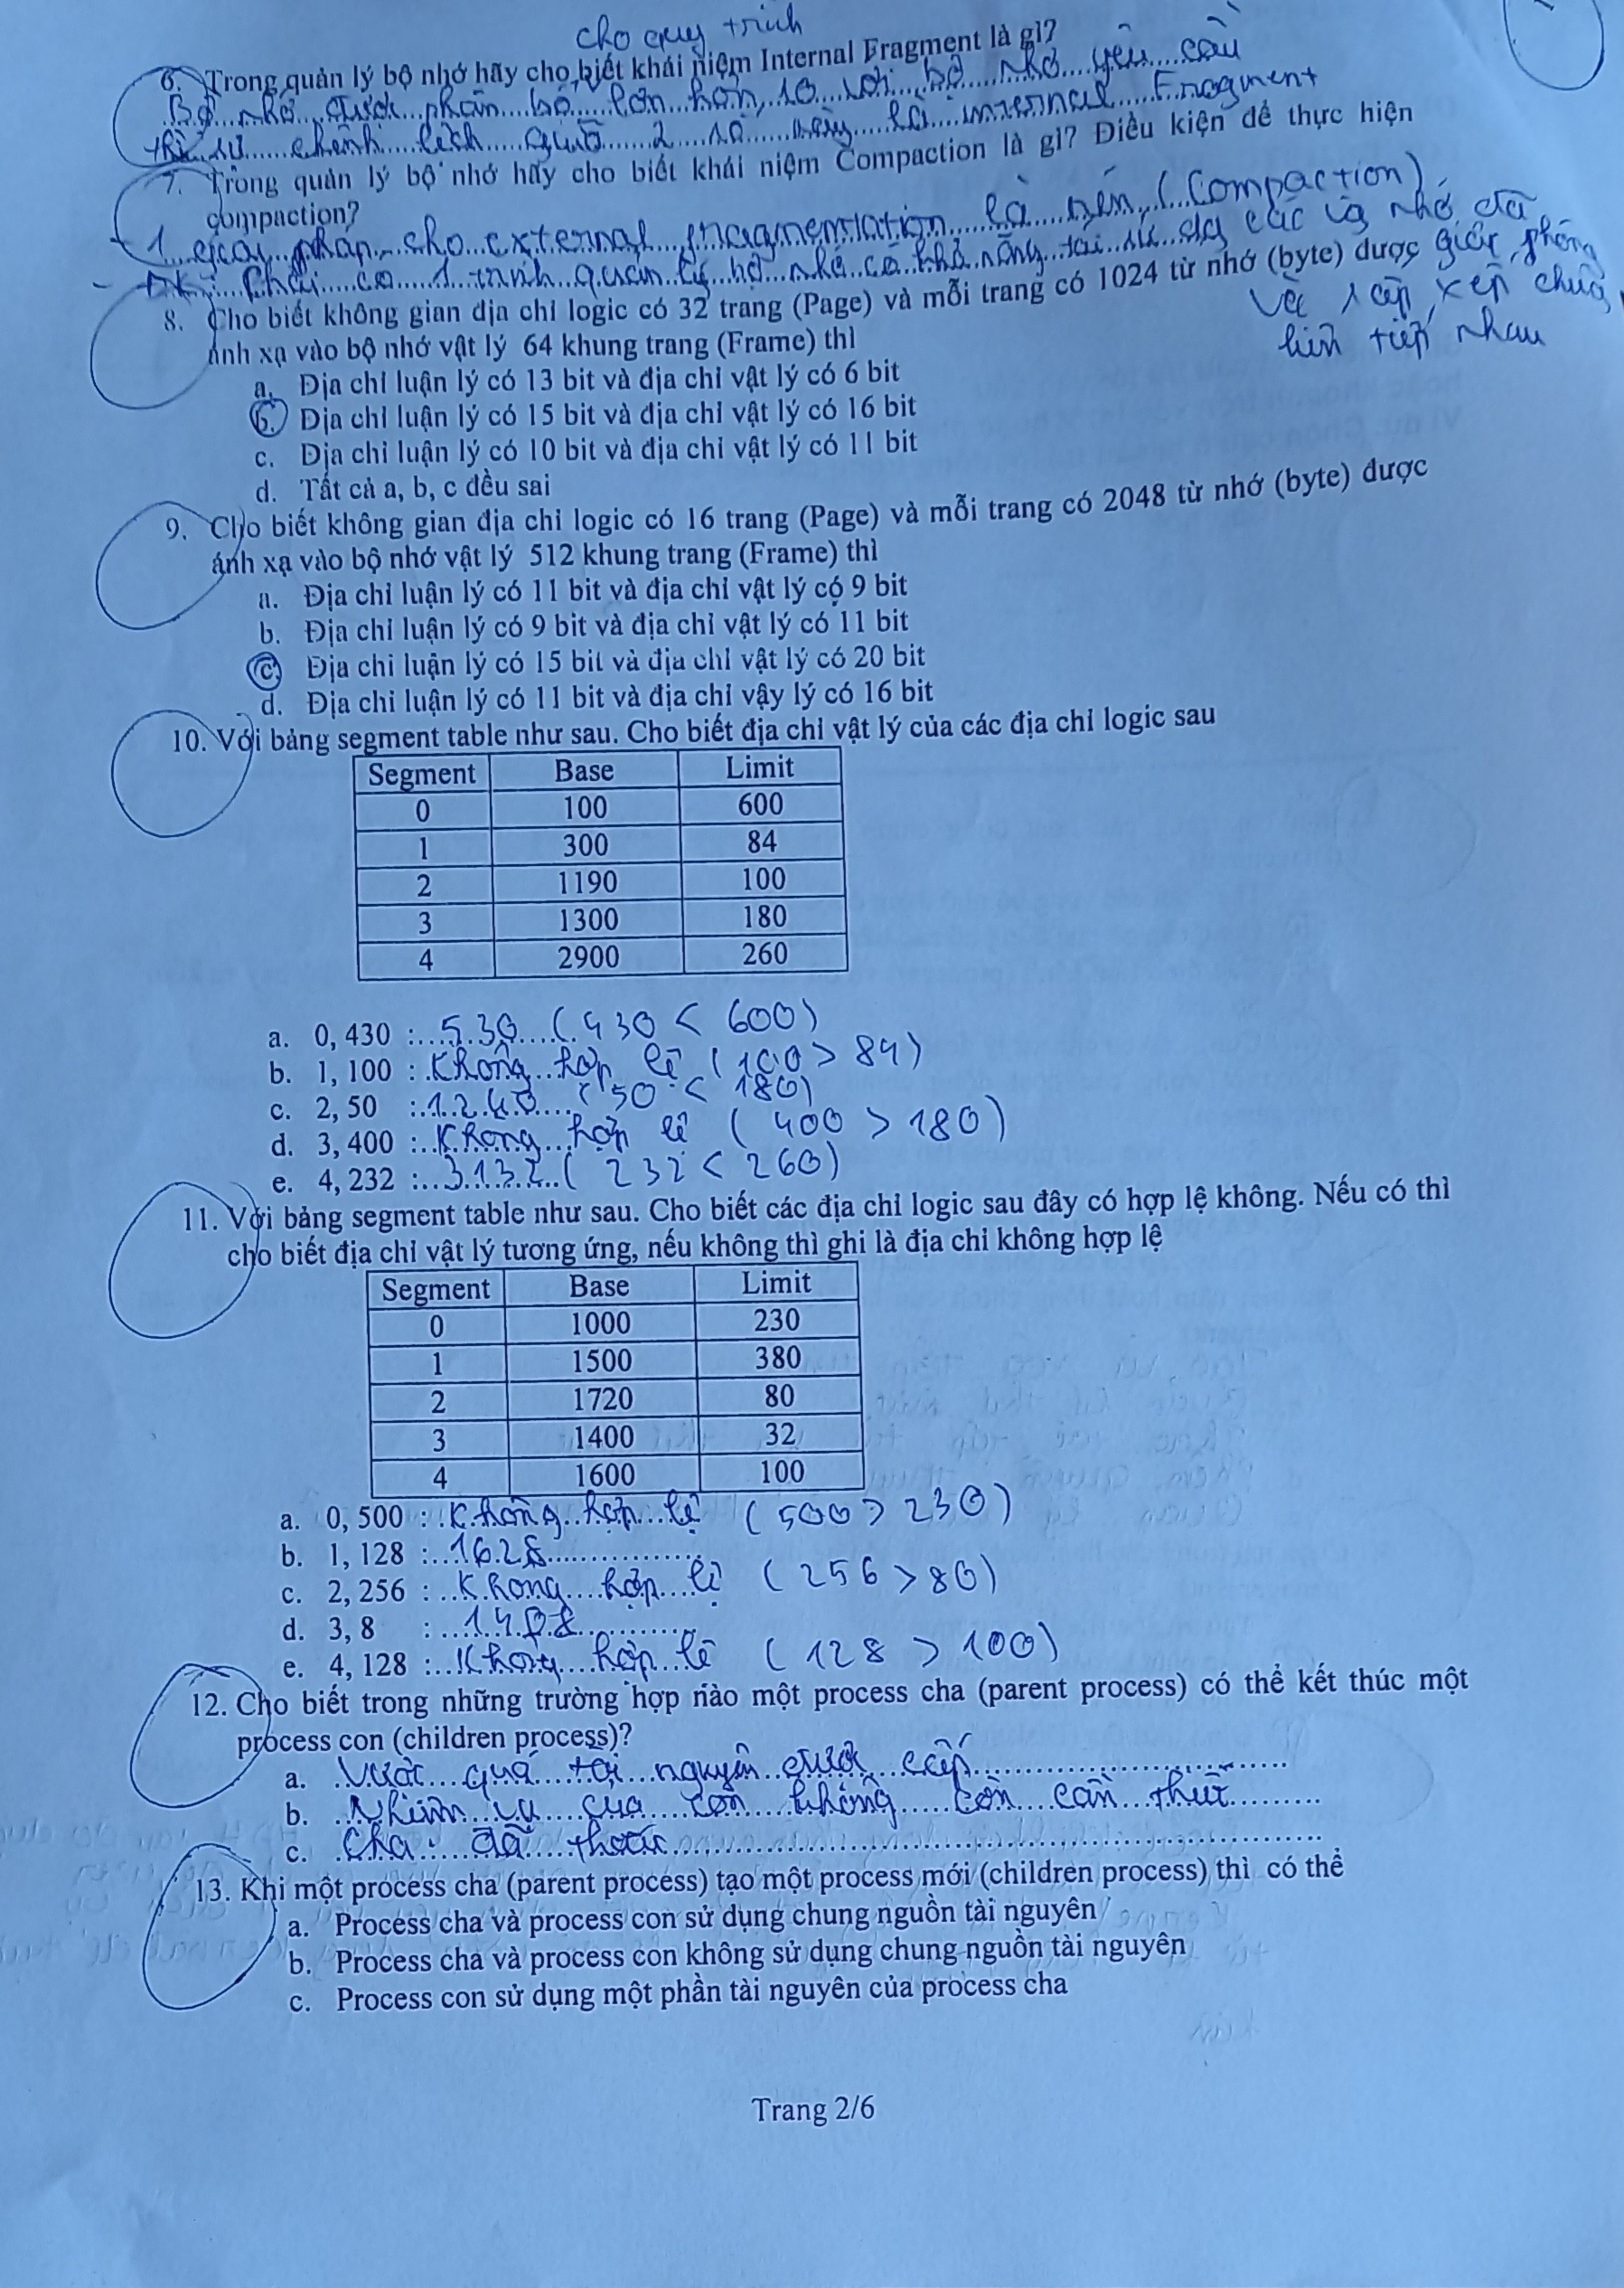 cho quy trình
6. Trong quản lý bộ nhớ hãy cho biết khái niệm Internal Fragment là gì?
Bộ nhớ được phân bổ lớn hơn so với bộ nhớ yêu cầu
thì sự chênh lệch giữa 2 số này là internal Fragment
7. Trong quản lý bộ nhớ hãy cho biết khái niệm Compaction là gì? Điều kiện để thực hiện
compaction?
1 giải pháp cho external fragmentation là nén (Compaction)
- ĐK: Phải có 1 trình quản lý bộ nhớ có khả năng tái sử dg các vg nhớ đã giải phóng
và sắp xếp chúng
liên tiếp nhau
8. Cho biết không gian địa chỉ logic có 32 trang (Page) và mỗi trang có 1024 từ nhớ (byte) được
ánh xạ vào bộ nhớ vật lý 64 khung trang (Frame) thì
a. Địa chỉ luận lý có 13 bit và địa chỉ vật lý có 6 bit
b. Địa chỉ luận lý có 15 bit và địa chỉ vật lý có 16 bit
c. Địa chỉ luận lý có 10 bit và địa chỉ vật lý có 11 bit
d. Tất cả a, b, c đều sai
9. Cho biết không gian địa chỉ logic có 16 trang (Page) và mỗi trang có 2048 từ nhớ (byte) được
ánh xạ vào bộ nhớ vật lý 512 khung trang (Frame) thì
a. Địa chỉ luận lý có 11 bit và địa chỉ vật lý có 9 bit
b. Địa chỉ luận lý có 9 bit và địa chỉ vật lý có 11 bit
c. Địa chỉ luận lý có 15 bit và địa chỉ vật lý có 20 bit
d. Địa chỉ luận lý có 11 bit và địa chỉ vậy lý có 16 bit
10. Với bảng segment table như sau. Cho biết địa chỉ vật lý của các địa chỉ logic sau
Segment Base Limit
0 100 600
1 300 84
2 1190 100
3 1300 180
4 2900 260
a. 0, 430 : 530 (430 < 600)
b. 1, 100 : Không hợp lệ (100 > 84)
c. 2, 50 : 1240 (50 < 180)
d. 3, 400 : Không hợp lệ (400 > 180)
e. 4, 232 : 3132 (232 < 260)
11. Với bảng segment table như sau. Cho biết các địa chỉ logic sau đây có hợp lệ không. Nếu có thì
cho biết địa chỉ vật lý tương ứng, nếu không thì ghi là địa chỉ không hợp lệ
Segment Base Limit
0 1000 230
1 1500 380
2 1720 80
3 1400 32
4 1600 100
a. 0, 500 : Không hợp lệ (500 > 230)
b. 1, 128 : 1628
c. 2, 256 : Không hợp lệ (256 > 80)
d. 3, 8 : 1408
e. 4, 128 : Không hợp lệ (128 > 100)
12. Cho biết trong những trường hợp nào một process cha (parent process) có thể kết thúc một
process con (children process)?
a. Vượt quá tài nguyên được cấp
b. Nhiệm vụ của con không còn cần thiết
c. Cha đã thoát
13. Khi một process cha (parent process) tạo một process mới (children process) thì có thể
a. Process cha và process con sử dụng chung nguồn tài nguyên
b. Process cha và process con không sử dụng chung nguồn tài nguyên
c. Process con sử dụng một phần tài nguyên của process cha
Trang 2/6